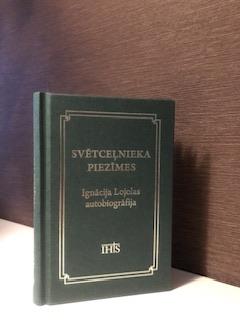 SVĒTCEĻNIEKA
PIEZĪMES
Ignācija Lojolas
autobiogrāfija
IHS